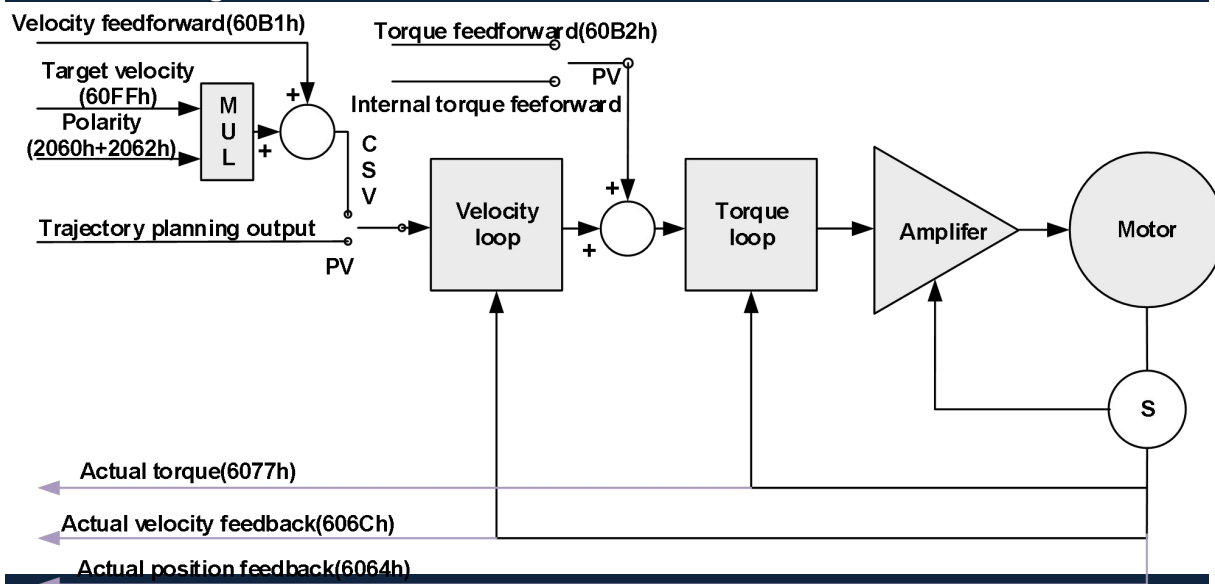 Velocity feedforward(60B1h)
Torque feedforward(60B2h)
Target velocity
(60FFh)
Polarity
(2060h+2062h)
M
U
L
+
+
C
S
V
PV
Internal torque feeforward
Trajectory planning output
PV
Velocity
loop
+
+
Torque
loop
Amplifer
Motor
S
Actual torque(6077h)
Actual velocity feedback(606Ch)
Actual position feedback(6064h)